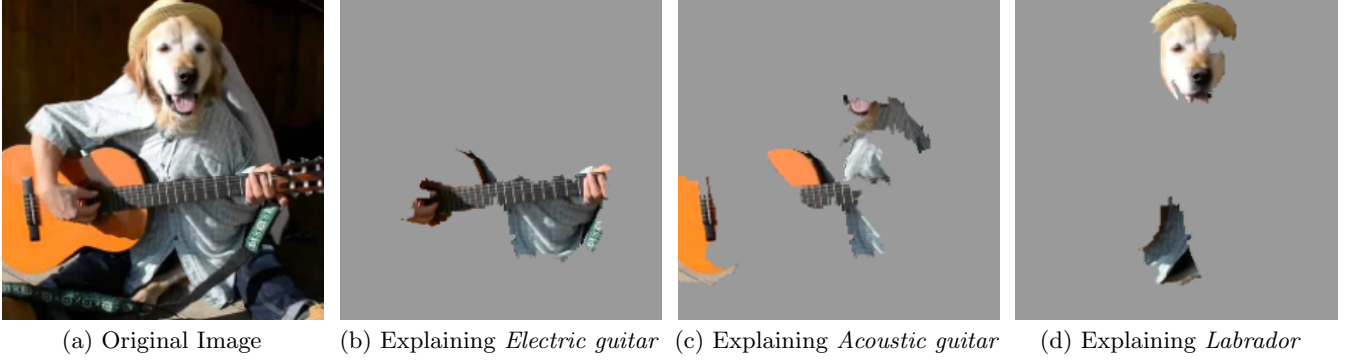 (a) Original Image
(b) Explaining Electric guitar
(c) Explaining Acoustic guitar
(d) Explaining Labrador